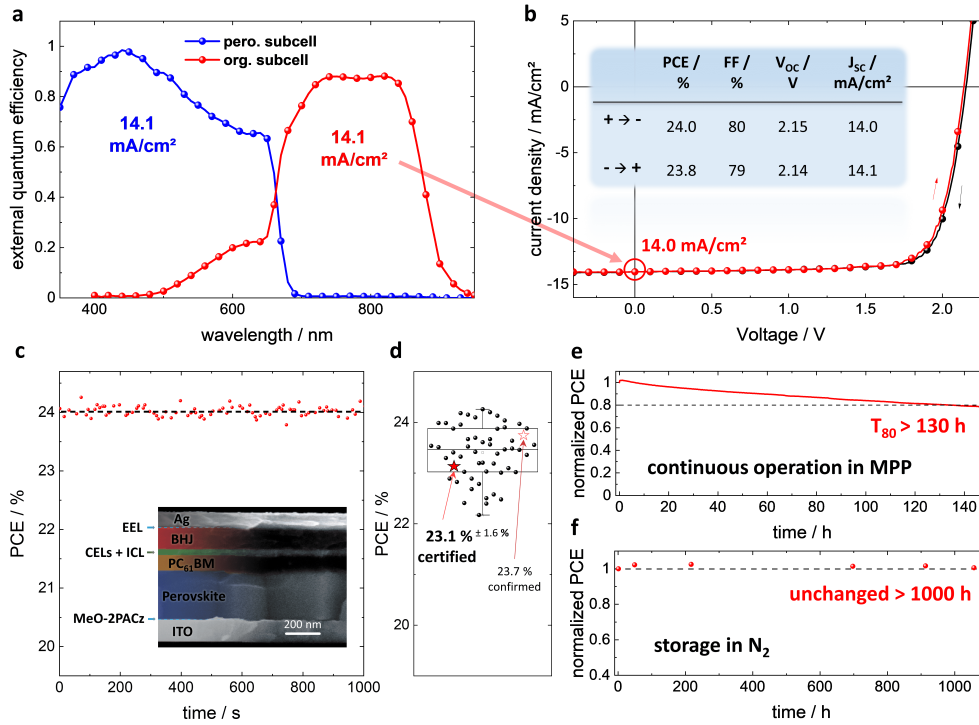 a
external quantum efficiency
1
0.8
0.6
0.4
0.2
0
pero. subcell
org. subcell
14.1
mA/cm²
14.1
mA/cm²
400
600
800
wavelength / nm
b
current density / mA/cm²
5
0
-5
-10
-15
PCE / %
FF / %
VOC / V
JSC / mA/cm²
+ → -
24.0
80
2.15
14.0
- → +
23.8
79
2.14
14.1
14.0 mA/cm²
0.0
0.5
1.0
1.5
2.0
Voltage / V
c
PCE / %
24
23
22
21
20
EEL
CELs + ICL
MeO-2PACz
Ag
BHJ
PC61BM
Perovskite
ITO
200 nm
0
200
400
600
800
1000
time / s
d
PCE / %
24
22
20
23.1 % ± 1.6 %
certified
23.7 %
confirmed
e
normalized PCE
1
0.8
0.6
0.4
T80 > 130 h
continuous operation in MPP
0
20
40
60
80
100
120
140
time / h
f
normalized PCE
1.4
1.2
1
0.8
0.6
0.4
unchanged > 1000 h
storage in N2
0
200
400
600
800
1000
time / h